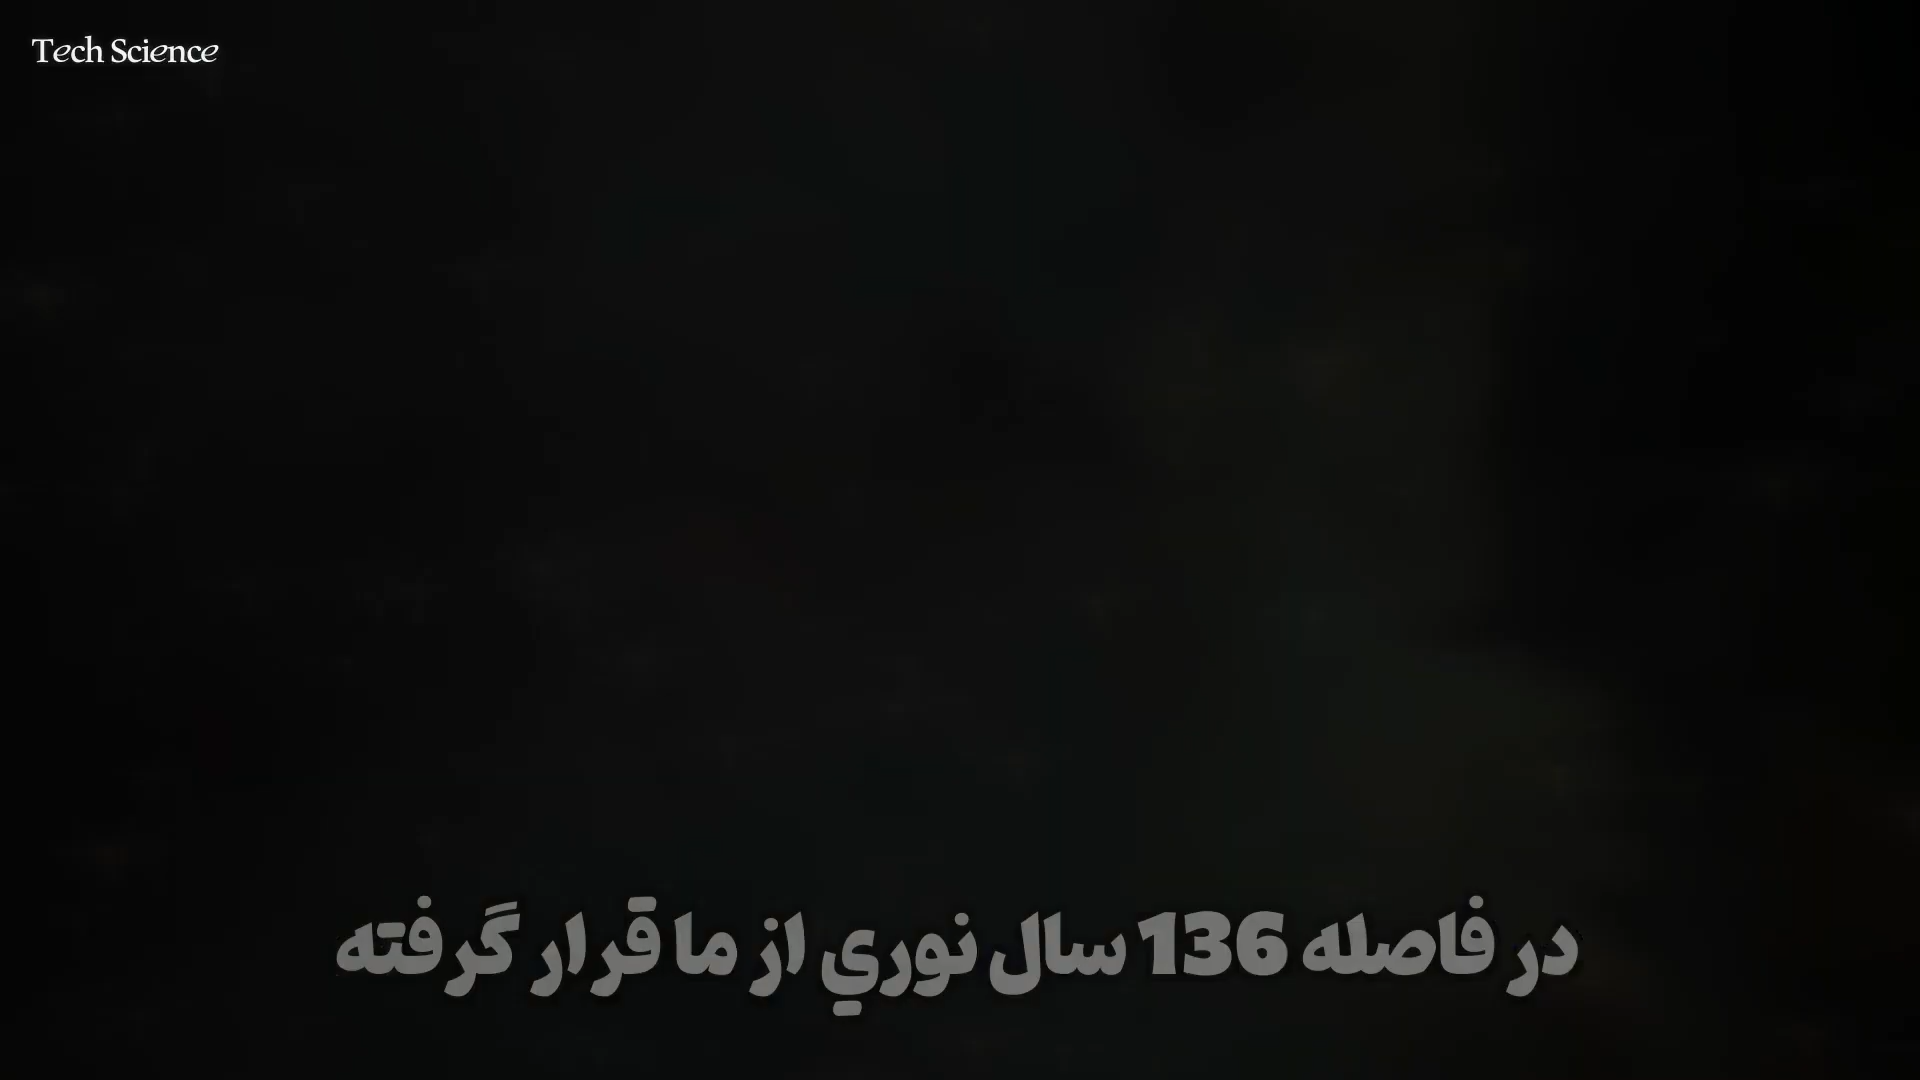 Tech Science
در فاصله 136 سال نوري از ما قرار گرفته